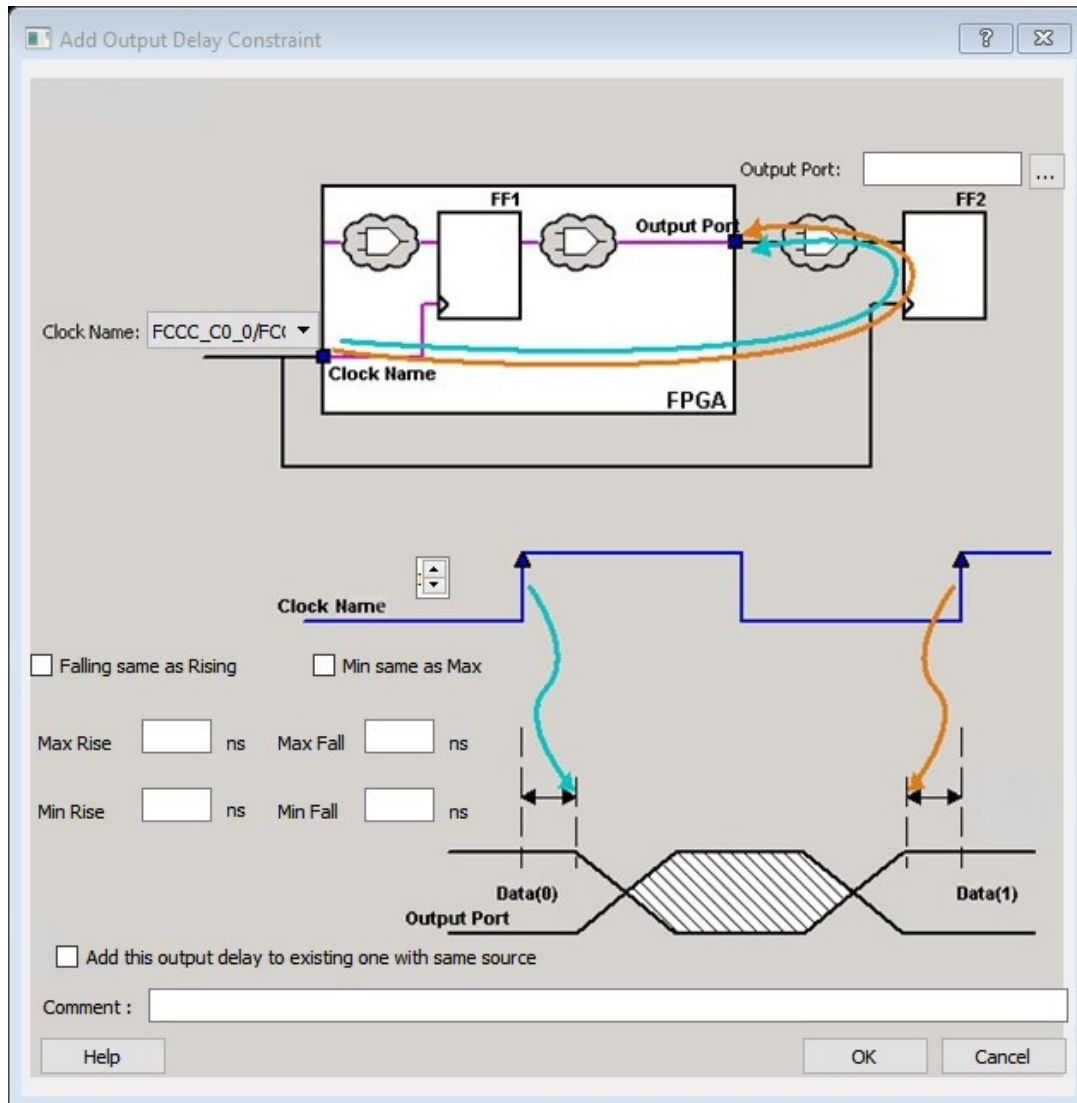 Add Output Delay Constraint
Output Port:
...
FF1
FF2
Output Port
Clock Name: FCCC_C0_0/FC
Clock Name
FPGA
Clock Name
Falling same as Rising
Min same as Max
Max Rise ns Max Fall ns
Min Rise ns Min Fall ns
Data(0)
Data(1)
Output Port
Add this output delay to existing one with same source
Comment :
Help
OK
Cancel